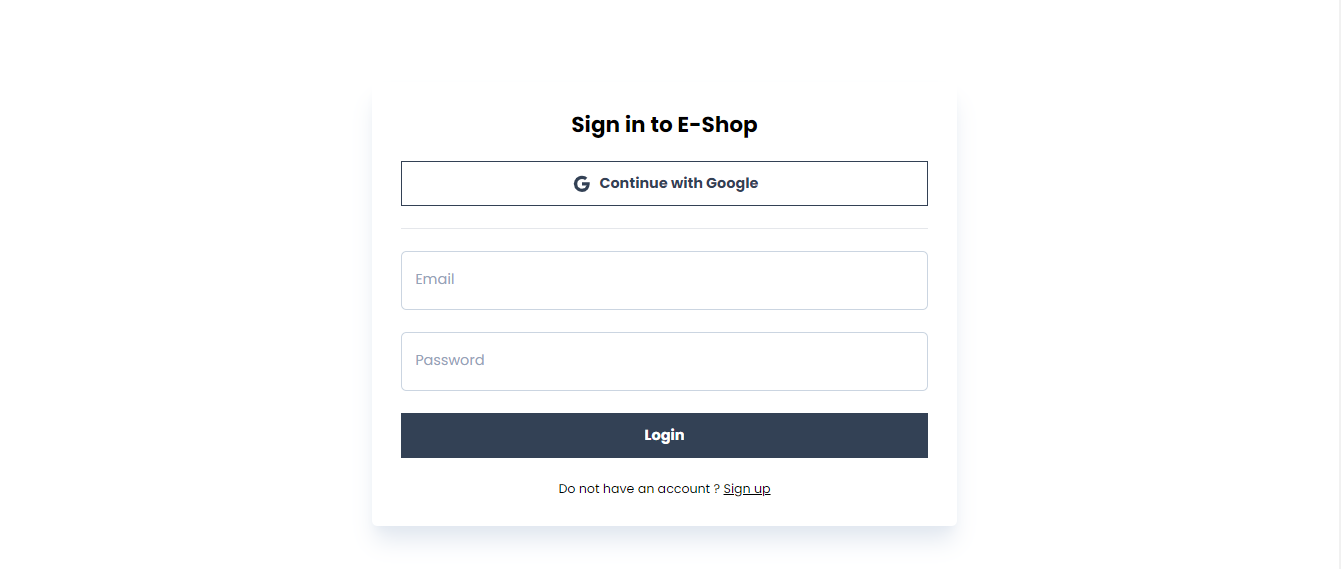 Sign in to E-Shop
Continue with Google
Email
Password
Login
Do not have an account ? Sign up